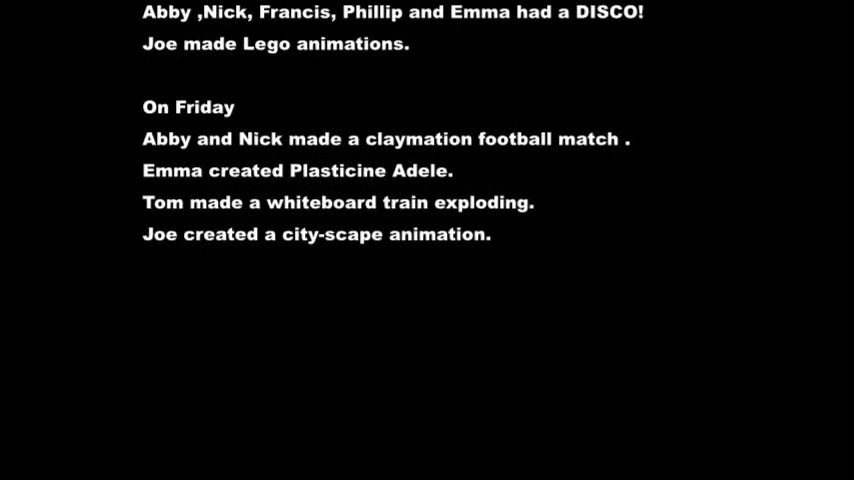 Abby ,Nick, Francis, Phillip and Emma had a DISCO!
Joe made Lego animations.
On Friday
Abby and Nick made a claymation football match .
Emma created Plasticine Adele.
Tom made a whiteboard train exploding.
Joe created a city-scape animation.